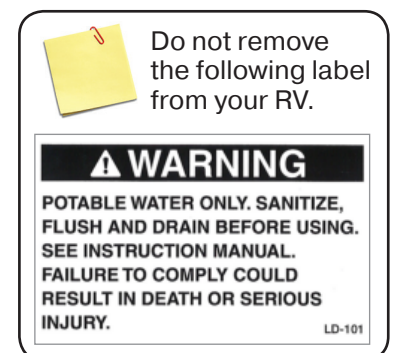 Do not remove
the following label
from your RV.
WARNING
POTABLE WATER ONLY. SANITIZE,
FLUSH AND DRAIN BEFORE USING.
SEE INSTRUCTION MANUAL.
FAILURE TO COMPLY COULD
RESULT IN DEATH OR SERIOUS
INJURY.
LD-101